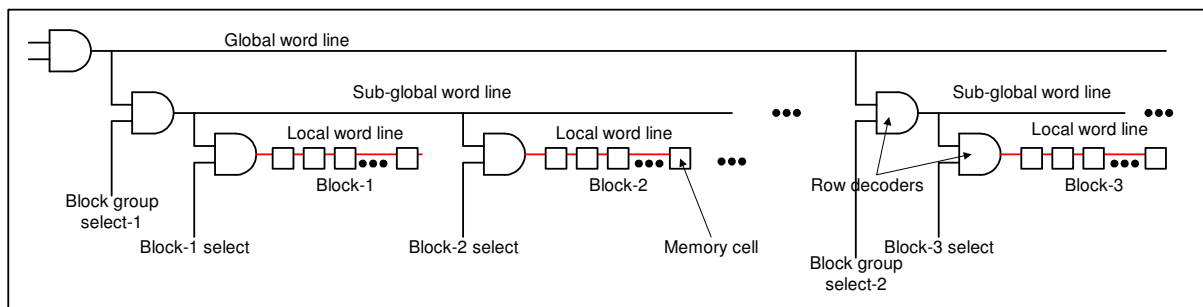 Global word line
Sub-global word line
Sub-global word line
Local word line
Local word line
Local word line
Block-1
Block-2
Row decoders
Block-3
Block group
select-1
Block-1 select
Block-2 select
Memory cell
Block-3 select
Block group
select-2